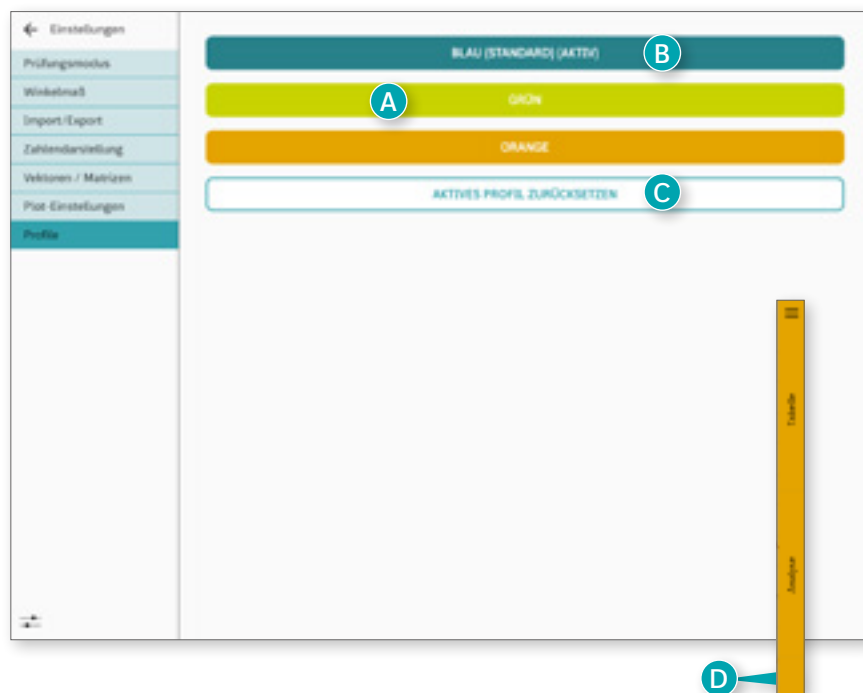 Einstellungen
Prüfungsmodus
Winkelmaß
Import/Export
Zahlendarstellung
Vektoren / Matrizen
Plot-Einstellungen
Profile
BLAU (STANDARD) (AKTIV)
B
A
GRÜN
ORANGE
AKTIVES PROFIL ZURÜCKSETZEN
C
Tabelle
Analyse
D